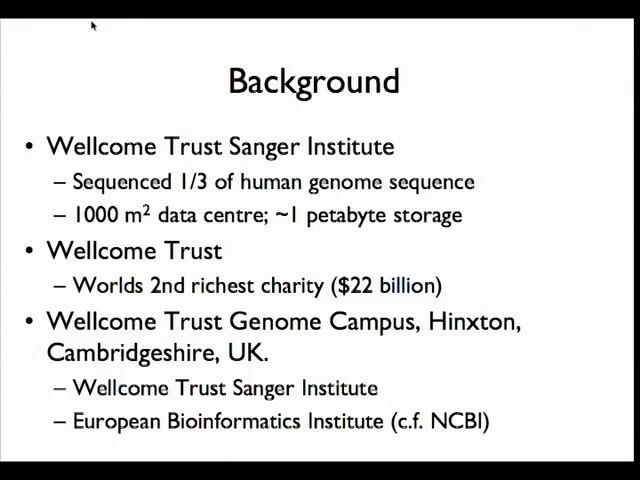 Background
• Wellcome Trust Sanger Institute
– Sequenced 1/3 of human genome sequence
– 1000 m² data centre; ~1 petabyte storage
• Wellcome Trust
– Worlds 2nd richest charity ($22 billion)
• Wellcome Trust Genome Campus, Hinxton,
Cambridgeshire, UK.
– Wellcome Trust Sanger Institute
– European Bioinformatics Institute (c.f. NCBI)